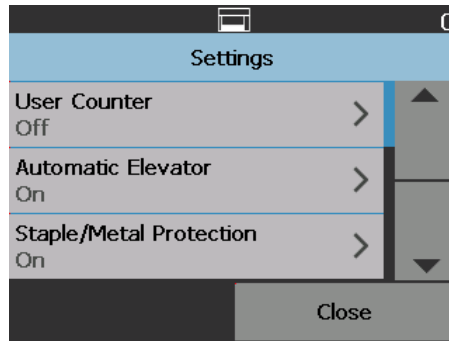 Settings
User Counter
Off
Automatic Elevator
On
Staple/Metal Protection
On
Close